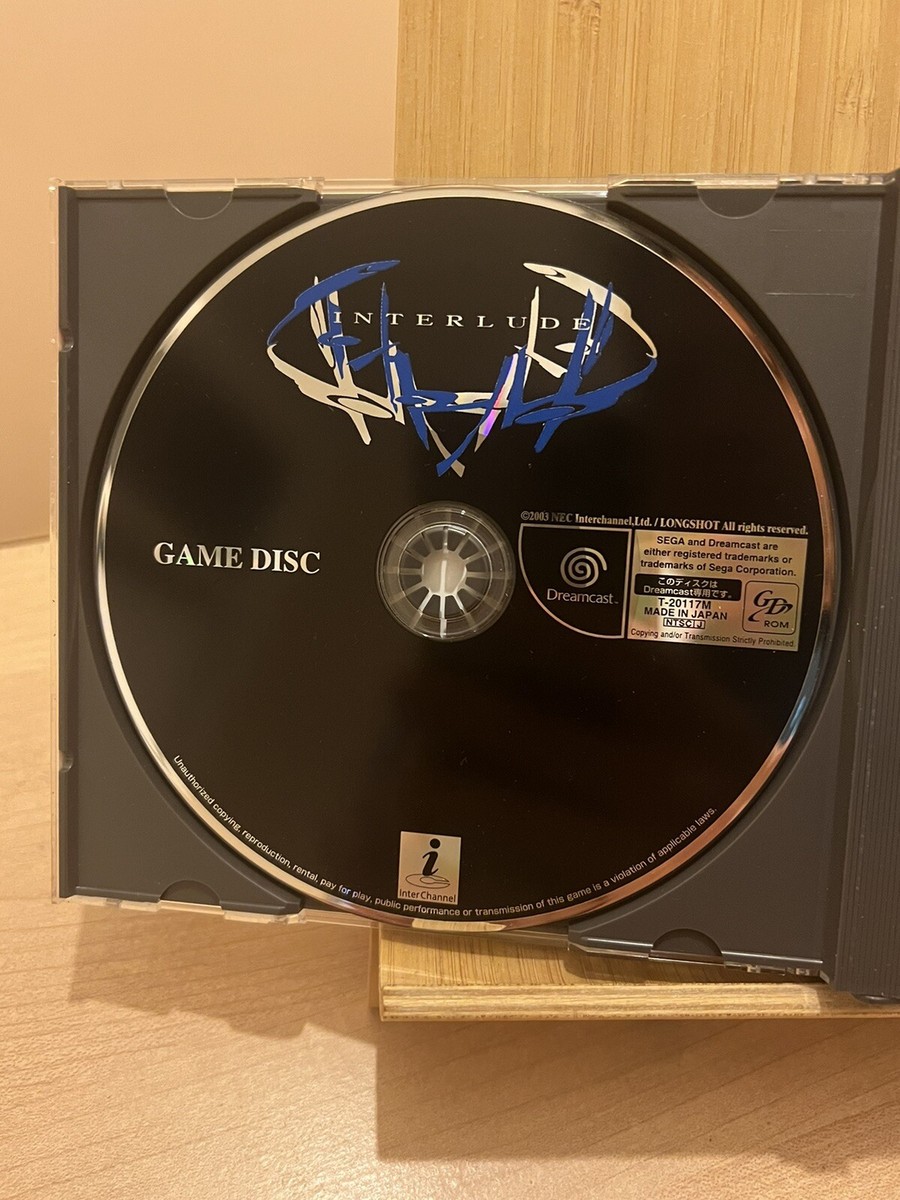 INTERLUDE
GAME DISC
©2003 NEC Interchannel,Ltd. / LONGSHOT All rights reserved.
Dreamcast™
SEGA and Dreamcast are
either registered trademarks or
trademarks of Sega Corporation.
このディスクは
Dreamcast専用です。
T-20117M
MADE IN JAPAN
NTSC J
GD
ROM
Copying and/or Transmission Strictly Prohibited.
i
InterChannel
Unauthorized copying, reproduction, rental, pay for play, public performance or transmission of this game is a violation of applicable laws.